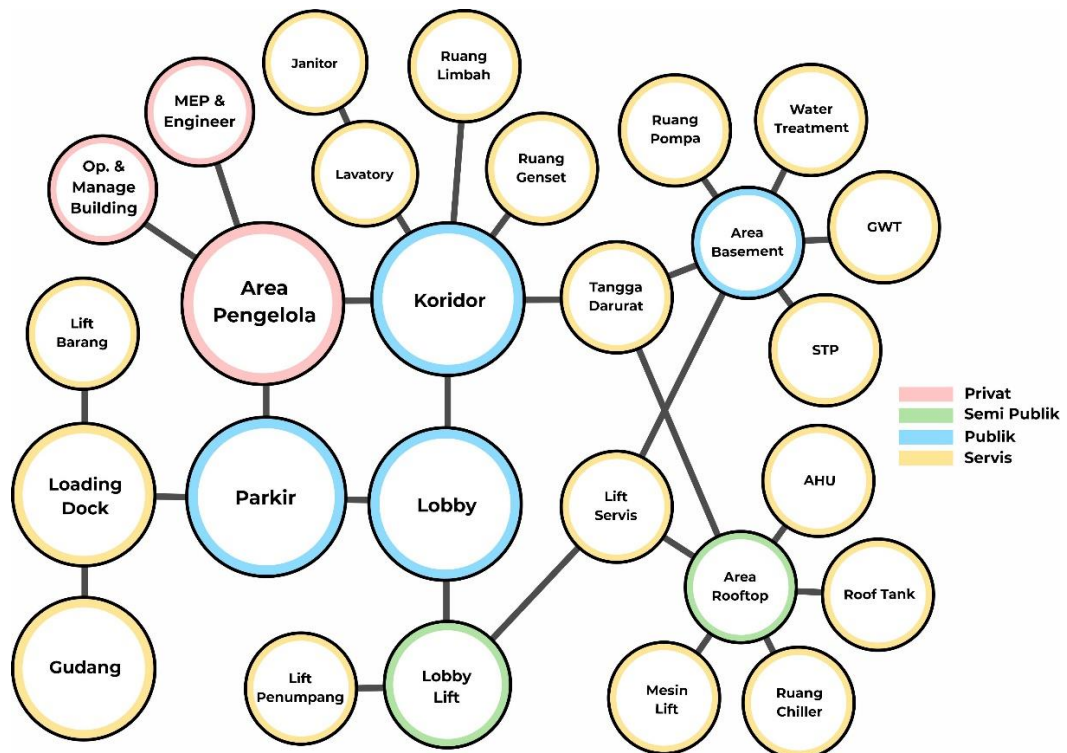 Janitor
Ruang
Limbah
MEP &
Engineer
Ruang
Pompa
Water
Treatment
Op. &
Manage
Building
Lavatory
Ruang
Genset
Area
Basement
GWT
Area
Pengelola
Koridor
Tangga
Darurat
Lift
Barang
STP
Privat
Semi Publik
Publik
Servis
Loading
Dock
Parkir
Lobby
Lift
Servis
AHU
Area
Rooftop
Roof Tank
Gudang
Lift
Penumpang
Lobby
Lift
Mesin
Lift
Ruang
Chiller